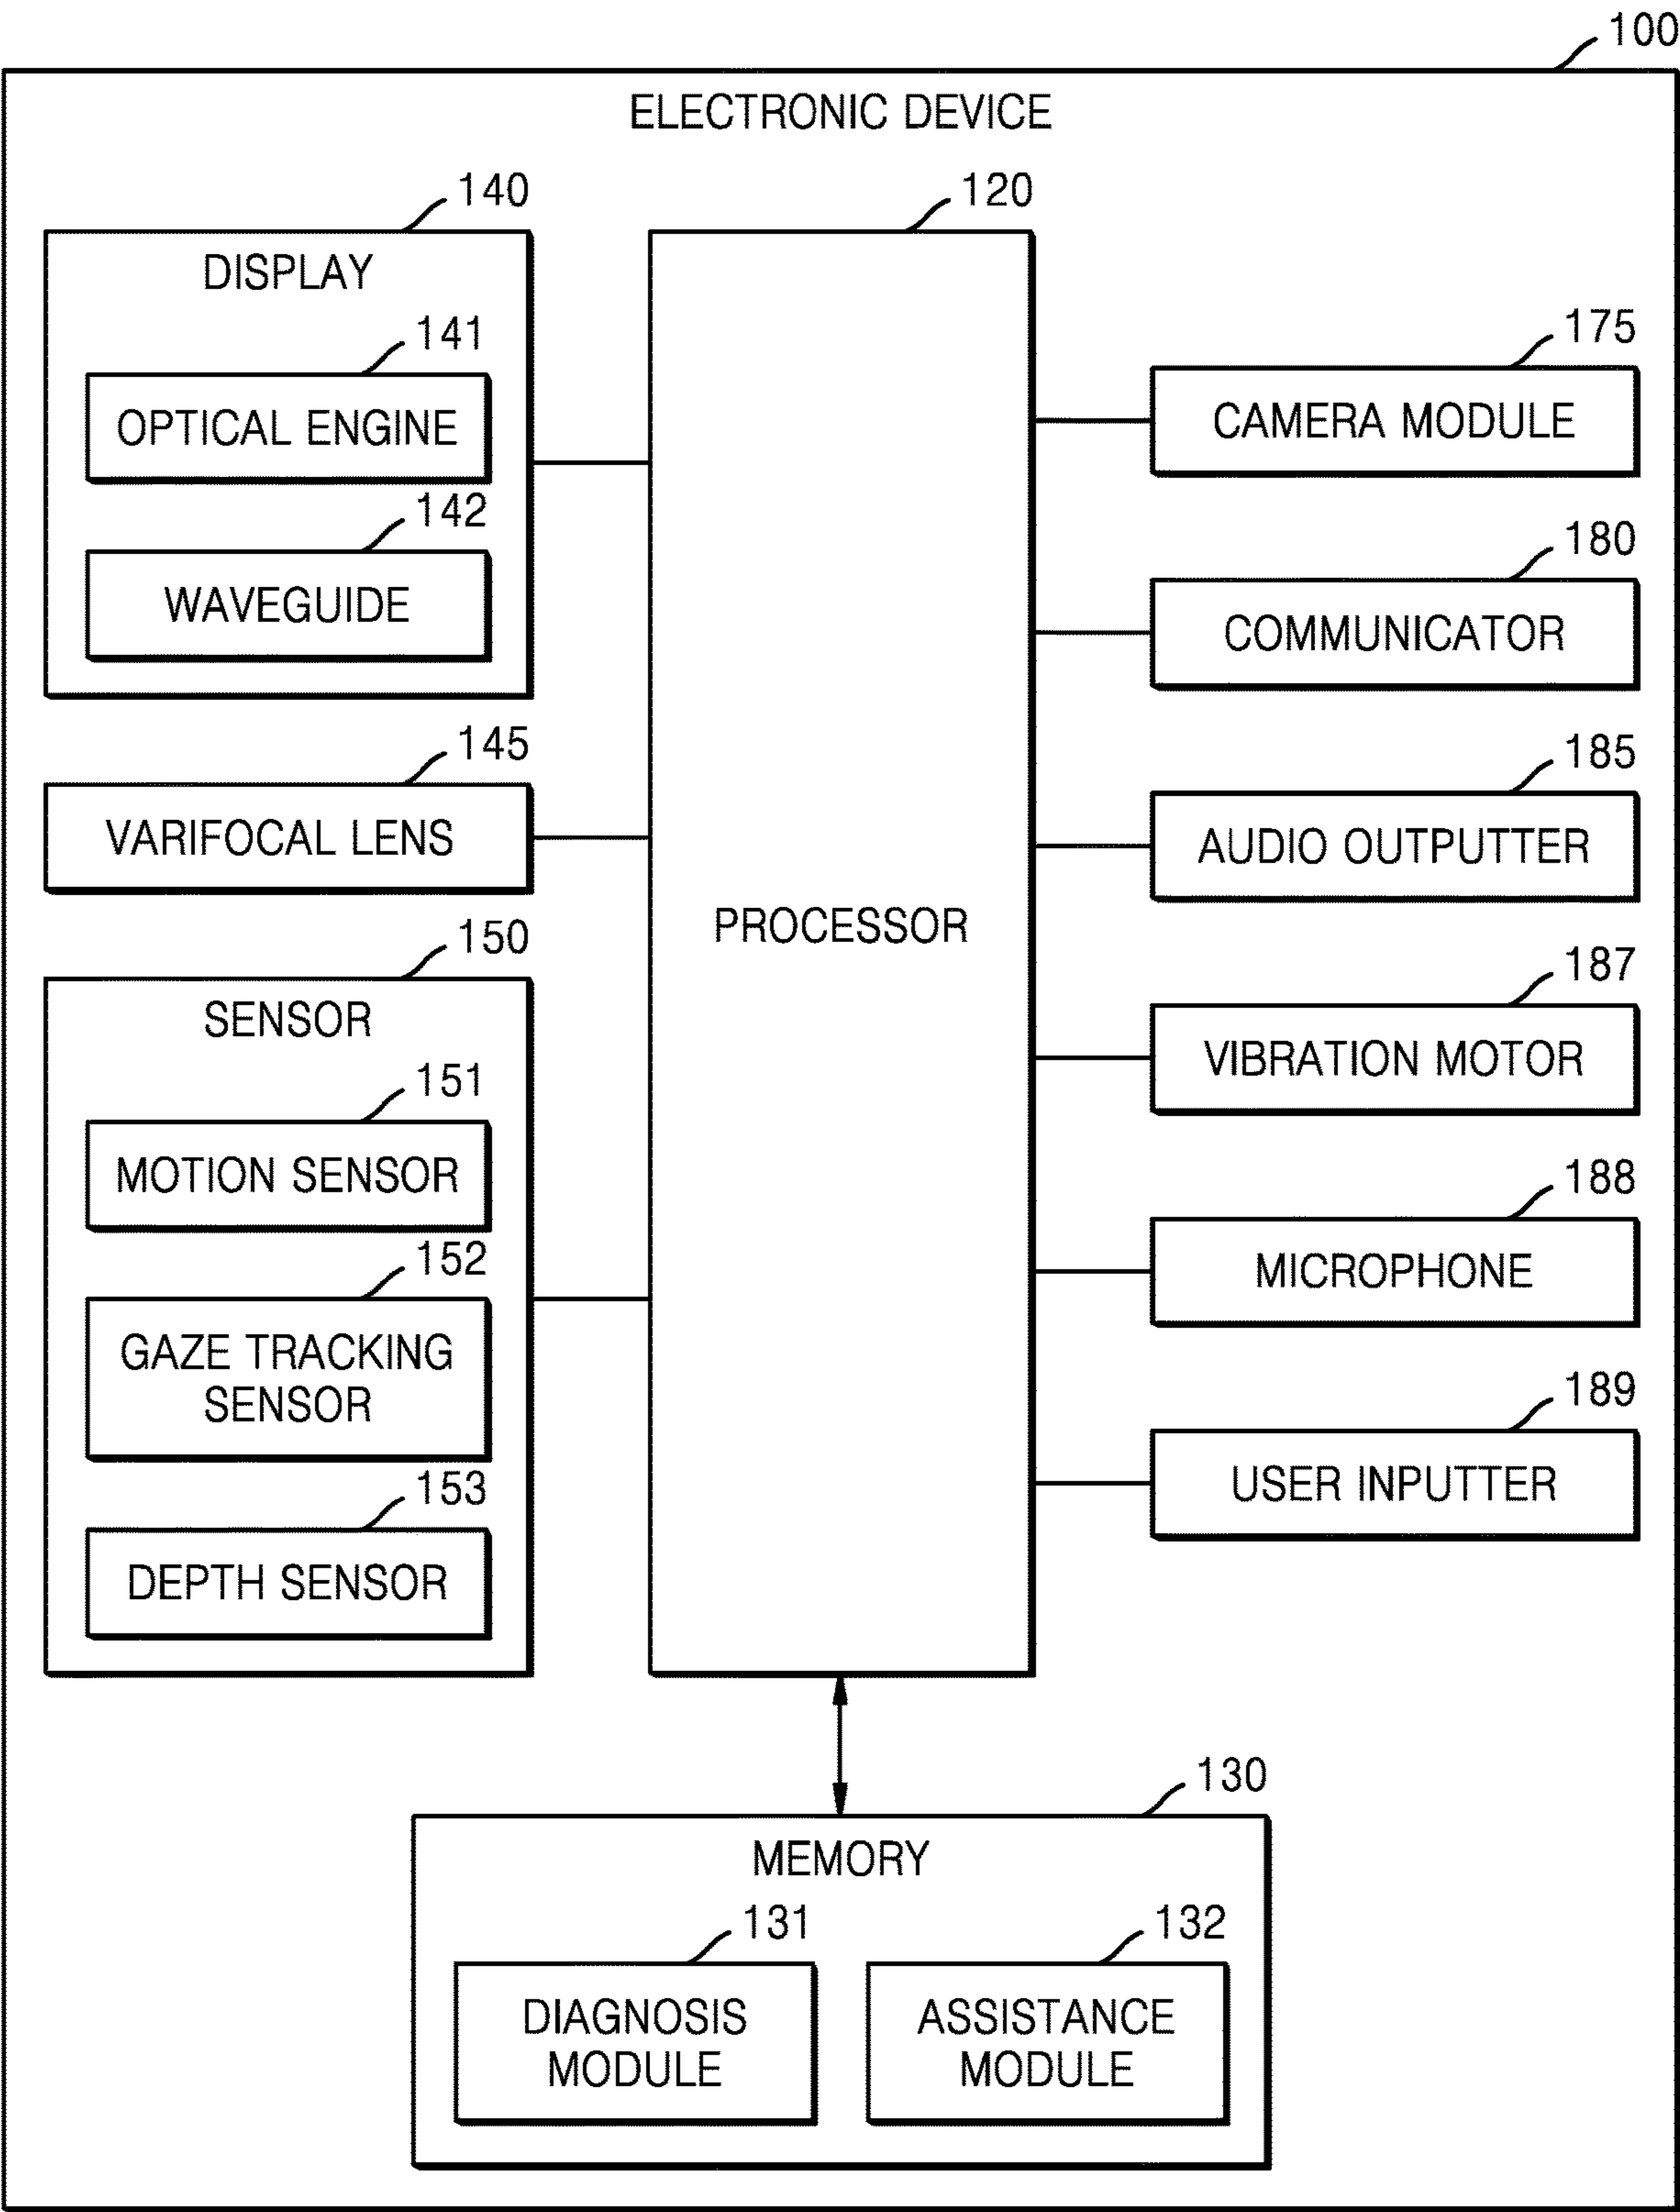 100
ELECTRONIC DEVICE
140
DISPLAY
141
OPTICAL ENGINE
142
WAVEGUIDE
145
VARIFOCAL LENS
150
SENSOR
151
MOTION SENSOR
152
GAZE TRACKING
SENSOR
153
DEPTH SENSOR
120
PROCESSOR
175
CAMERA MODULE
180
COMMUNICATOR
185
AUDIO OUTPUTTER
187
VIBRATION MOTOR
188
MICROPHONE
189
USER INPUTTER
130
MEMORY
131
DIAGNOSIS
MODULE
132
ASSISTANCE
MODULE